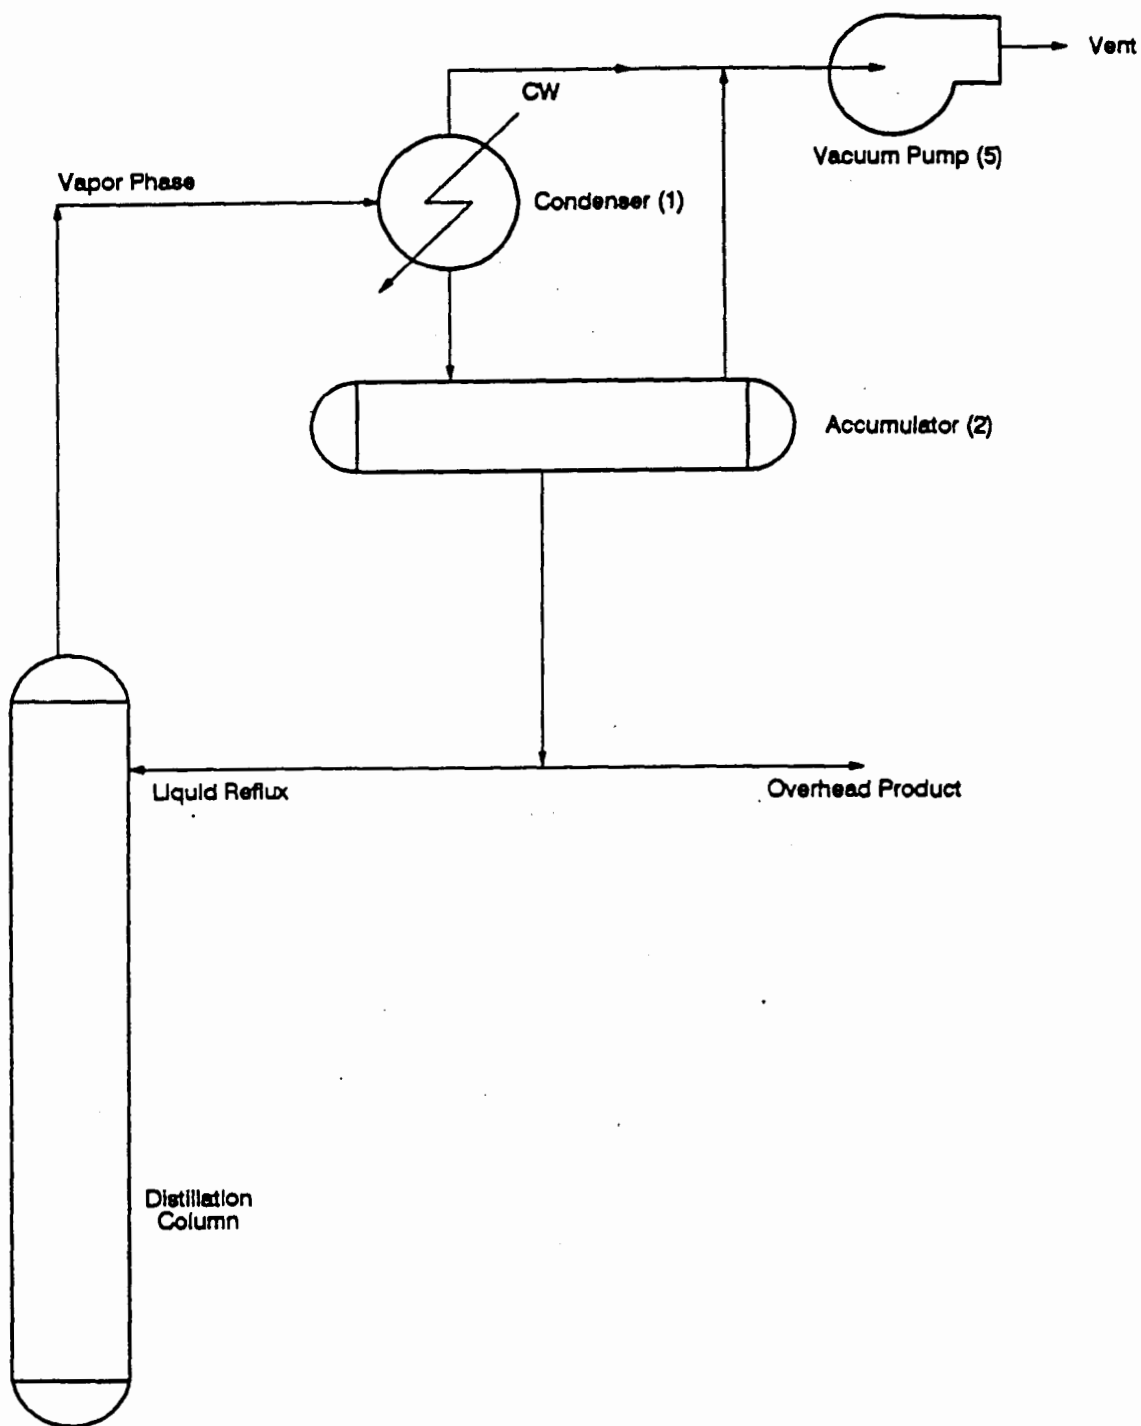 Vent
CW
Vacuum Pump (5)
Vapor Phase
Condenser (1)
Accumulator (2)
Liquid Reflux
Overhead Product
Distillation
Column